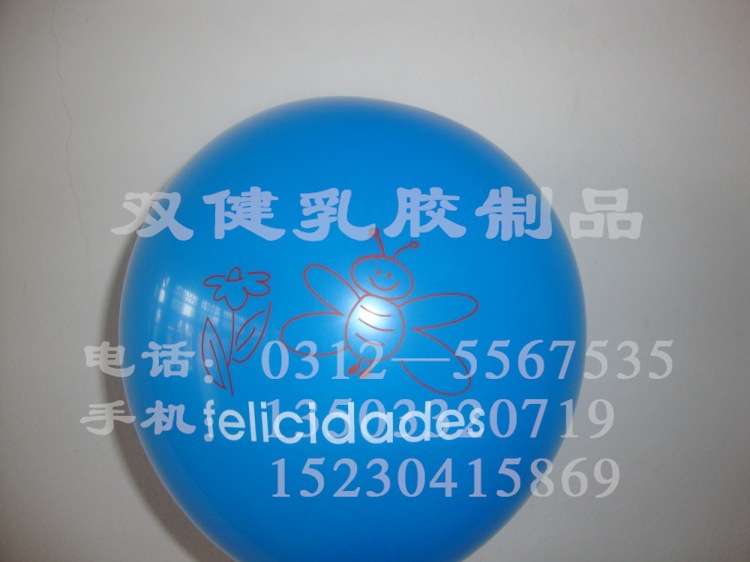 双健乳胶制品
电话： 0312—5567535
手机：
felicidades
15230415869